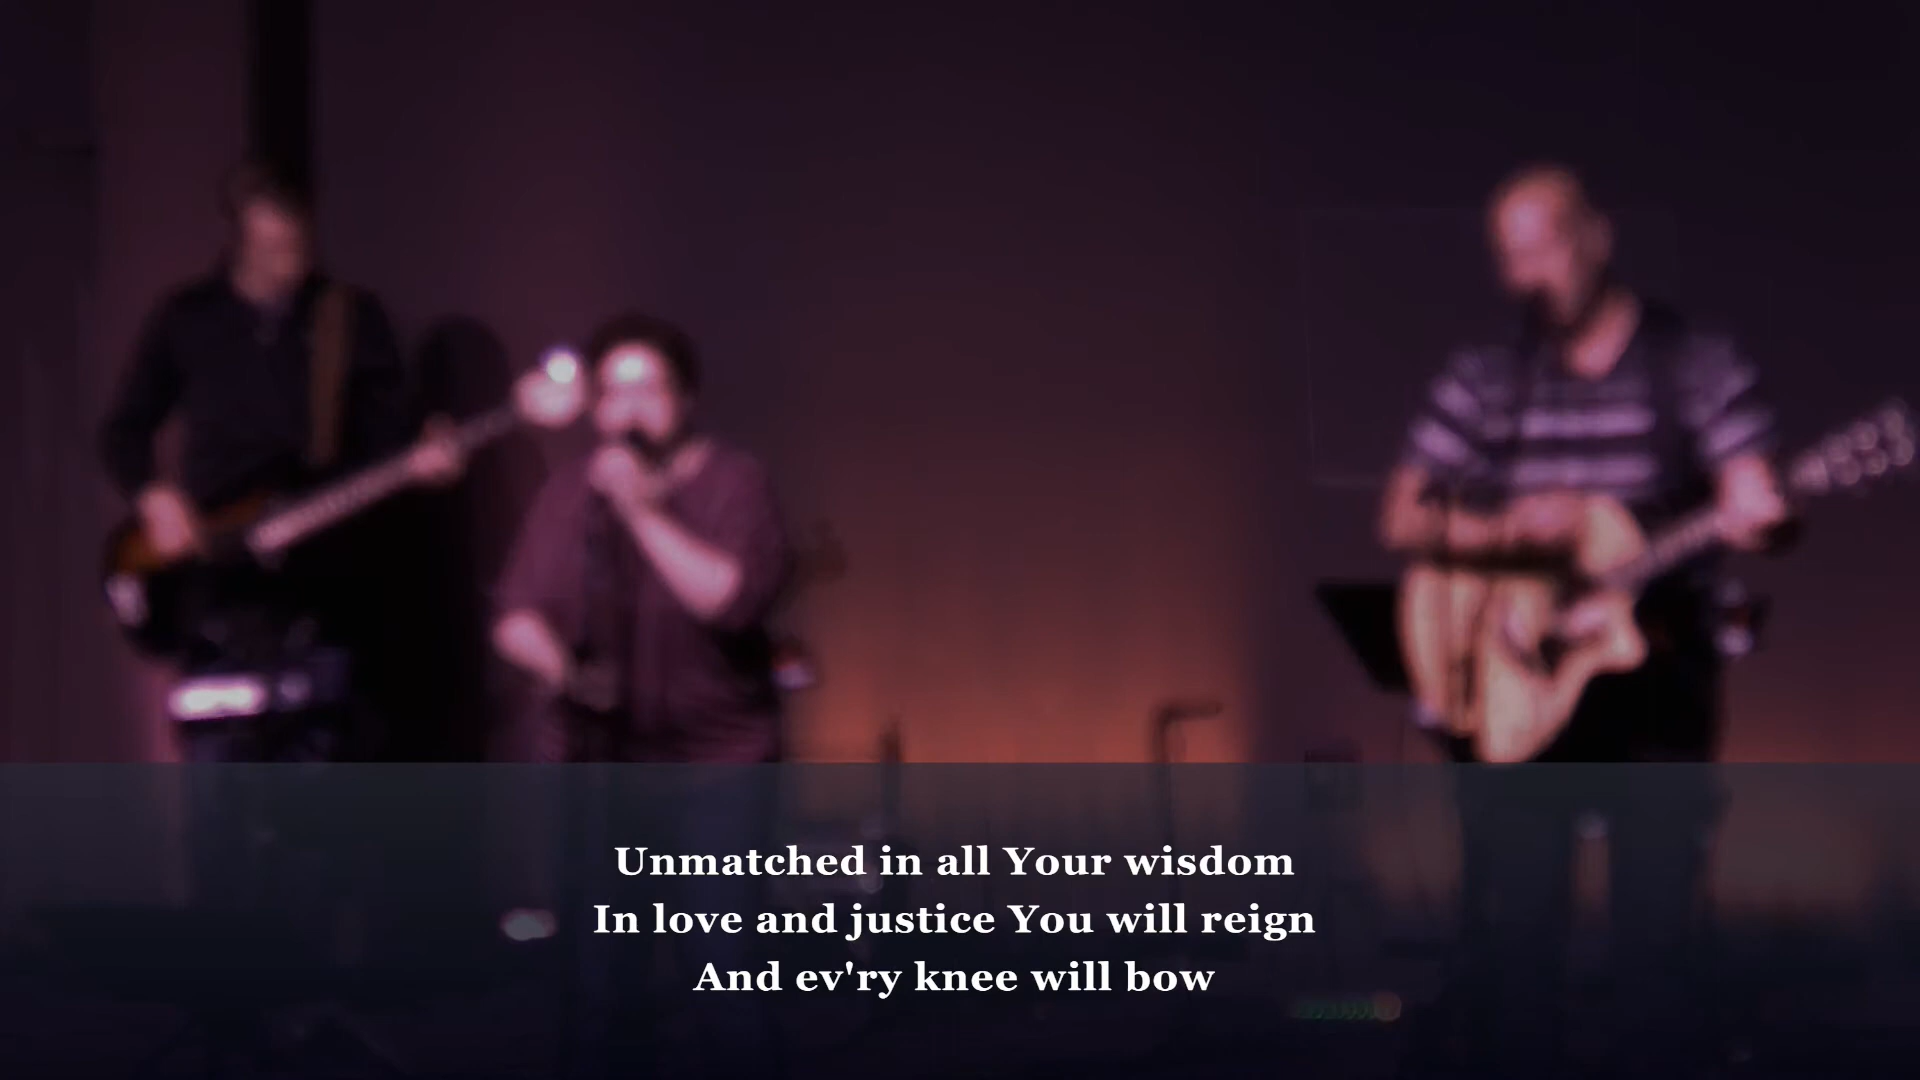 Unmatched in all Your wisdom
In love and justice You will reign
And ev'ry knee will bow